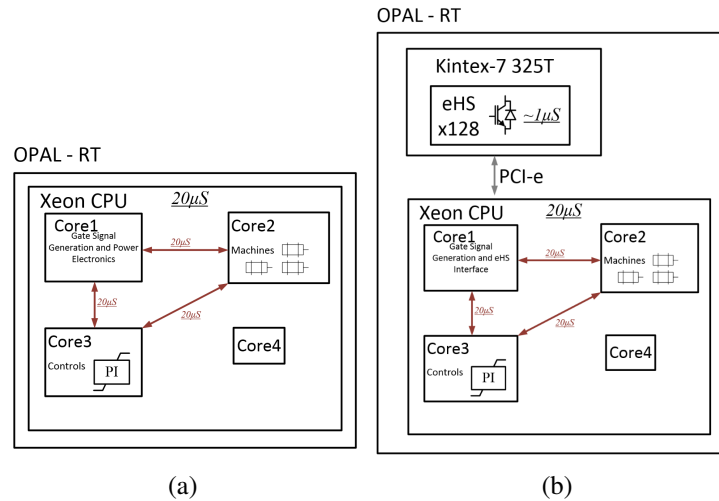 OPAL - RT
Xeon CPU
20µS
Core1
Gate Signal
Generation and Power
Electronics
20µS
Core2
Machines
20µS
20µS
Core3
Controls
PI
Core4
(a)
OPAL - RT
Kintex-7 325T
eHS
x128
~1µS
PCI-e
Xeon CPU
20µS
Core1
Gate Signal
Generation and eHS
Interface
20µS
Core2
Machines
20µS
20µS
Core3
Controls
PI
Core4
(b)